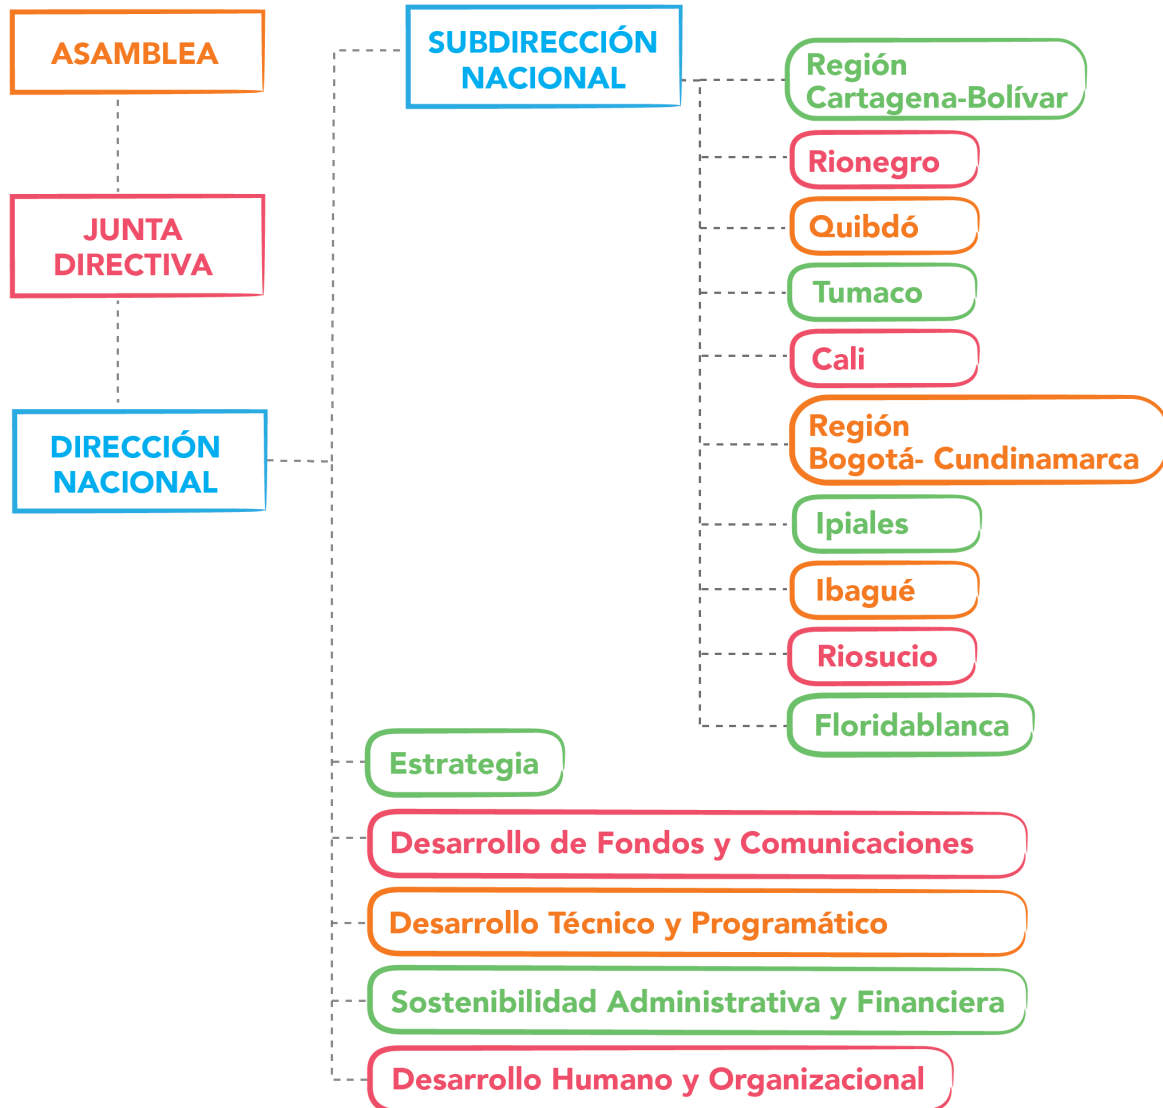 ASAMBLEA
JUNTA
DIRECTIVA
DIRECCIÓN
NACIONAL
SUBDIRECCIÓN
NACIONAL
Región
Cartagena-Bolívar
Rionegro
Quibdó
Tumaco
Cali
Región
Bogotá- Cundinamarca
Ipiales
Ibagué
Riosucio
Floridablanca
Estrategia
Desarrollo de Fondos y Comunicaciones
Desarrollo Técnico y Programático
Sostenibilidad Administrativa y Financiera
Desarrollo Humano y Organizacional